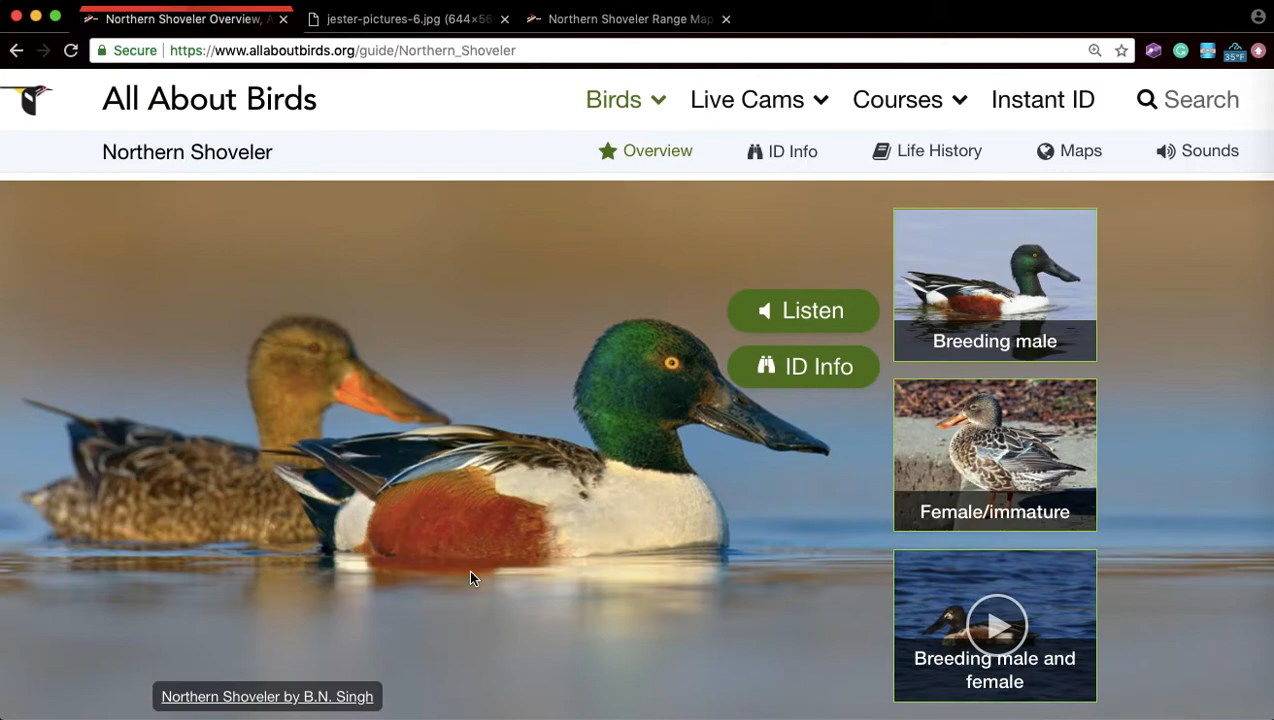 Northern Shoveler Overview, A
jester-pictures-6.jpg (644×56
Northern Shoveler Range Map
Secure
https://www.allaboutbirds.org/guide/Northern_Shoveler
35°F
All About Birds
Birds
Live Cams
Courses
Instant ID
Search
Northern Shoveler
Overview
ID Info
Life History
Maps
Sounds
Listen
ID Info
Breeding male
Female/immature
Breeding male and
female
Northern Shoveler by B.N. Singh